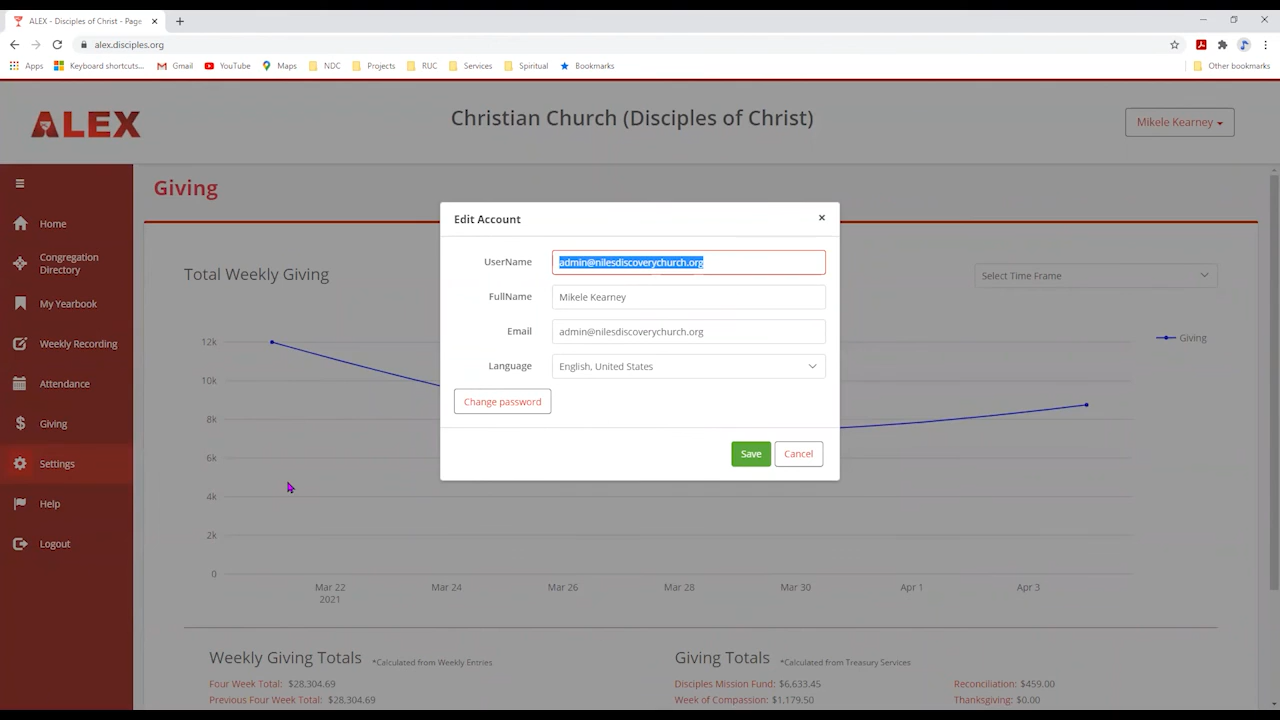 ALEX - Disciples of Christ - Page
alex.disciples.org
Apps Keyboard shortcuts... Gmail YouTube Maps NDC Projects RUC Services Spiritual Bookmarks Other bookmarks
ALEX
Christian Church (Disciples of Christ)
Mikele Kearney
Home
Congregation
Directory
My Yearbook
Weekly Recording
Attendance
Giving
Settings
Help
Logout
Giving
Total Weekly Giving
Select Time Frame
Giving
12k
10k
8k
6k
4k
2k
0
Mar 22
2021
Mar 24
Mar 26
Mar 28
Mar 30
Apr 1
Apr 3
Edit Account
×
UserName admin@nilesdiscoverychurch.org
FullName Mikele Kearney
Email admin@nilesdiscoverychurch.org
Language English, United States
Change password
Save Cancel
Weekly Giving Totals *Calculated from Weekly Entries
Four Week Total: $28,304.69
Previous Four Week Total: $28,304.69
Giving Totals *Calculated from Treasury Services
Disciples Mission Fund: $6,633.45 Reconciliation: $459.00
Week of Compassion: $1,179.50 Thanksgiving: $0.00